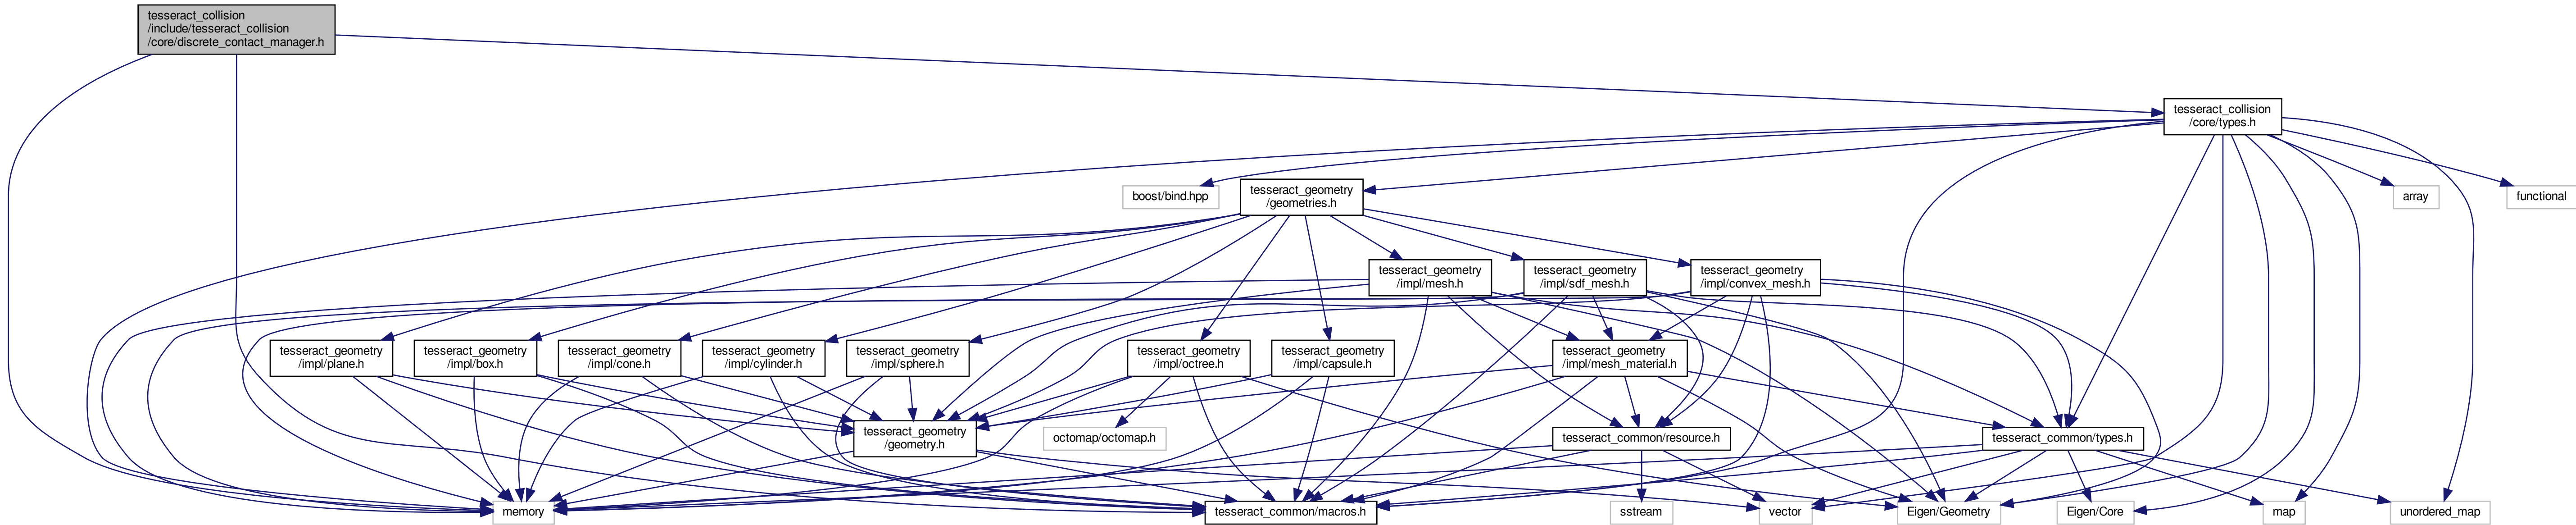 tesseract_collision
/include/tesseract_collision
/core/discrete_contact_manager.h
tesseract_collision
/core/types.h
boost/bind.hpp
tesseract_geometry
/geometries.h
array
functional
tesseract_geometry
/impl/mesh.h
tesseract_geometry
/impl/sdf_mesh.h
tesseract_geometry
/impl/convex_mesh.h
tesseract_geometry
/impl/plane.h
tesseract_geometry
/impl/box.h
tesseract_geometry
/impl/cone.h
tesseract_geometry
/impl/cylinder.h
tesseract_geometry
/impl/sphere.h
tesseract_geometry
/impl/octree.h
tesseract_geometry
/impl/capsule.h
tesseract_geometry
/impl/mesh_material.h
tesseract_geometry
/geometry.h
octomap/octomap.h
tesseract_common/resource.h
tesseract_common/types.h
memory
tesseract_common/macros.h
sstream
vector
Eigen/Geometry
Eigen/Core
map
unordered_map